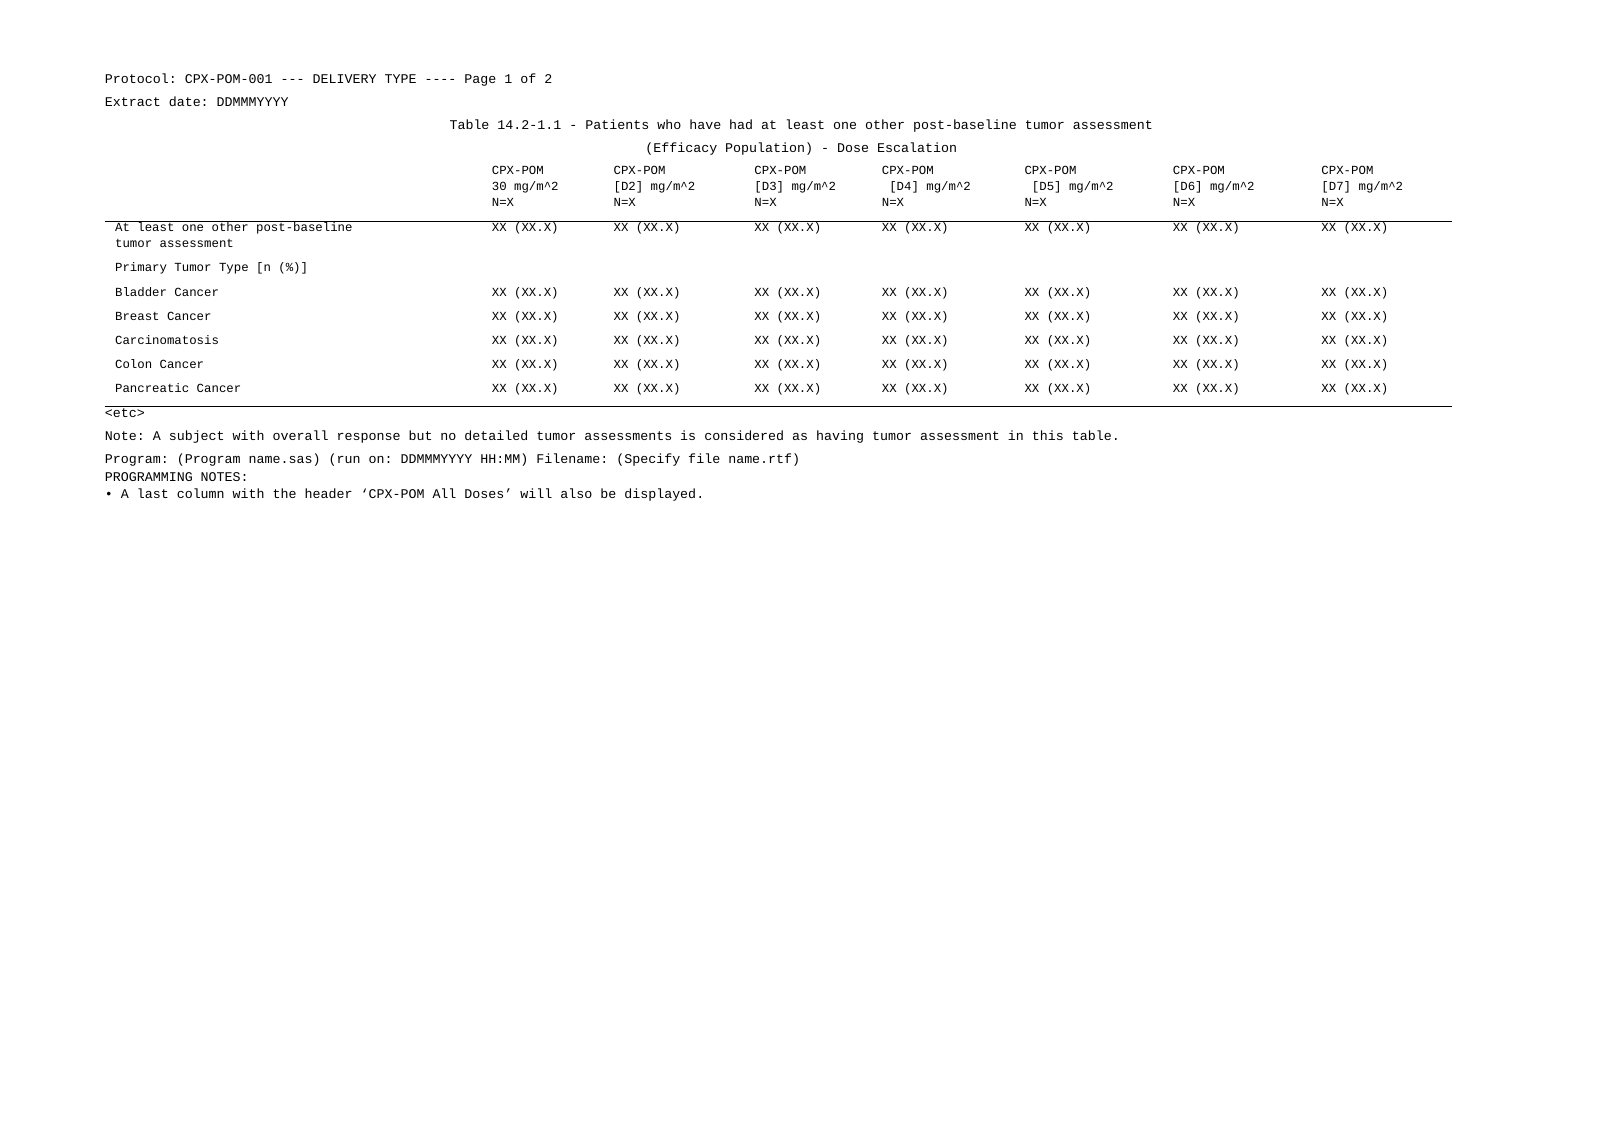 Protocol: CPX-POM-001 --- DELIVERY TYPE ---- Page 1 of 2
Extract date: DDMMMYYYY
Table 14.2-1.1 - Patients who have had at least one other post-baseline tumor assessment
(Efficacy Population) - Dose Escalation
CPX-POM CPX-POM CPX-POM CPX-POM CPX-POM CPX-POM CPX-POM
30 mg/m^2 [D2] mg/m^2 [D3] mg/m^2 [D4] mg/m^2 [D5] mg/m^2 [D6] mg/m^2 [D7] mg/m^2
N=X N=X N=X N=X N=X N=X N=X
At least one other post-baseline XX (XX.X) XX (XX.X) XX (XX.X) XX (XX.X) XX (XX.X) XX (XX.X) XX (XX.X)
tumor assessment
Primary Tumor Type [n (%)]
Bladder Cancer XX (XX.X) XX (XX.X) XX (XX.X) XX (XX.X) XX (XX.X) XX (XX.X) XX (XX.X)
Breast Cancer XX (XX.X) XX (XX.X) XX (XX.X) XX (XX.X) XX (XX.X) XX (XX.X) XX (XX.X)
Carcinomatosis XX (XX.X) XX (XX.X) XX (XX.X) XX (XX.X) XX (XX.X) XX (XX.X) XX (XX.X)
Colon Cancer XX (XX.X) XX (XX.X) XX (XX.X) XX (XX.X) XX (XX.X) XX (XX.X) XX (XX.X)
Pancreatic Cancer XX (XX.X) XX (XX.X) XX (XX.X) XX (XX.X) XX (XX.X) XX (XX.X) XX (XX.X)
<etc>
Note: A subject with overall response but no detailed tumor assessments is considered as having tumor assessment in this table.
Program: (Program name.sas) (run on: DDMMMYYYY HH:MM) Filename: (Specify file name.rtf)
PROGRAMMING NOTES:
• A last column with the header ‘CPX-POM All Doses’ will also be displayed.